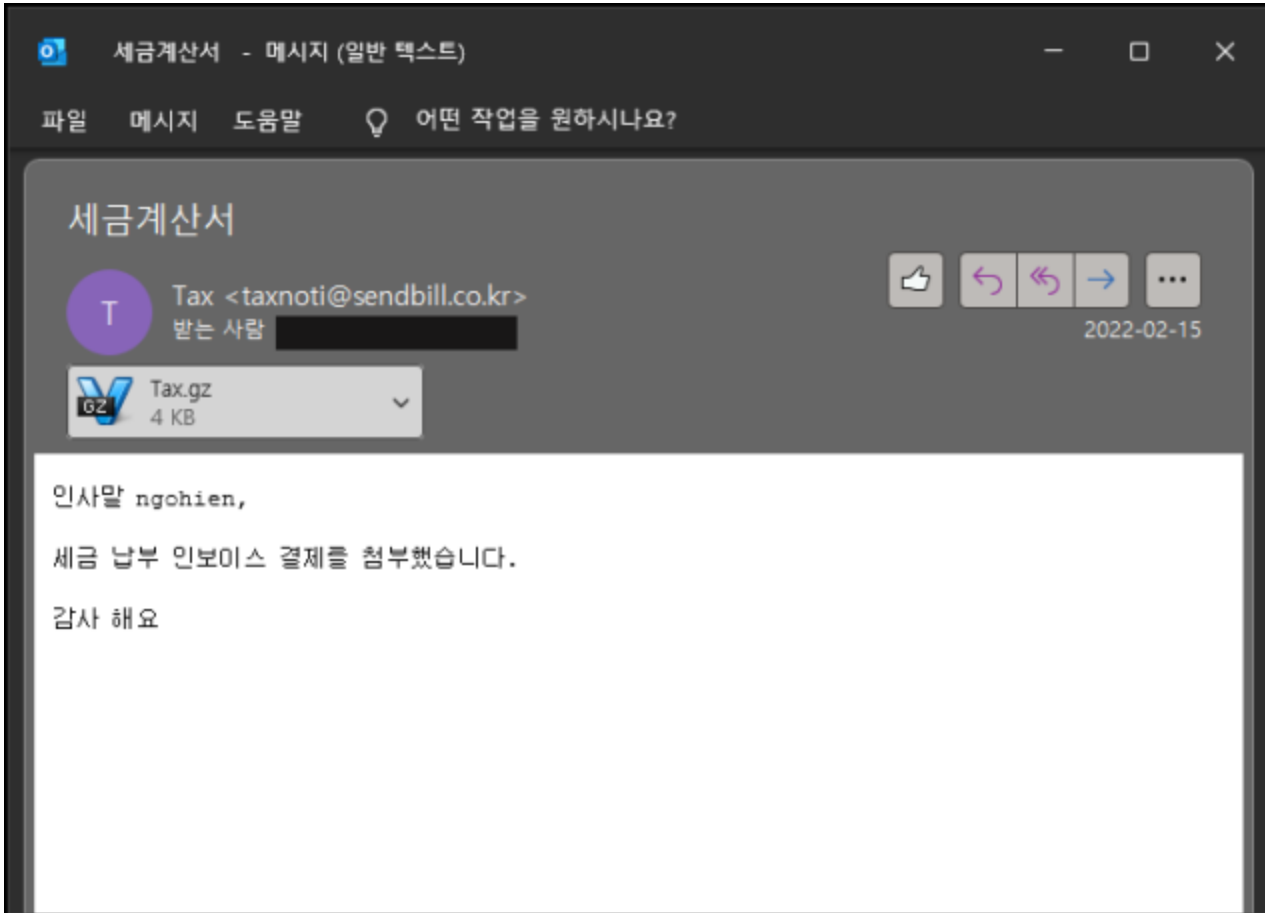 세금계산서 - 메시지 (일반 텍스트)
파일 메시지 도움말 어떤 작업을 원하시나요?
세금계산서
T
Tax <taxnoti@sendbill.co.kr>
받는 사람
2022-02-15
GZ
Tax.gz
4 KB
인사말 ngohien,
세금 납부 인보이스 결제를 첨부했습니다.
감사 해요